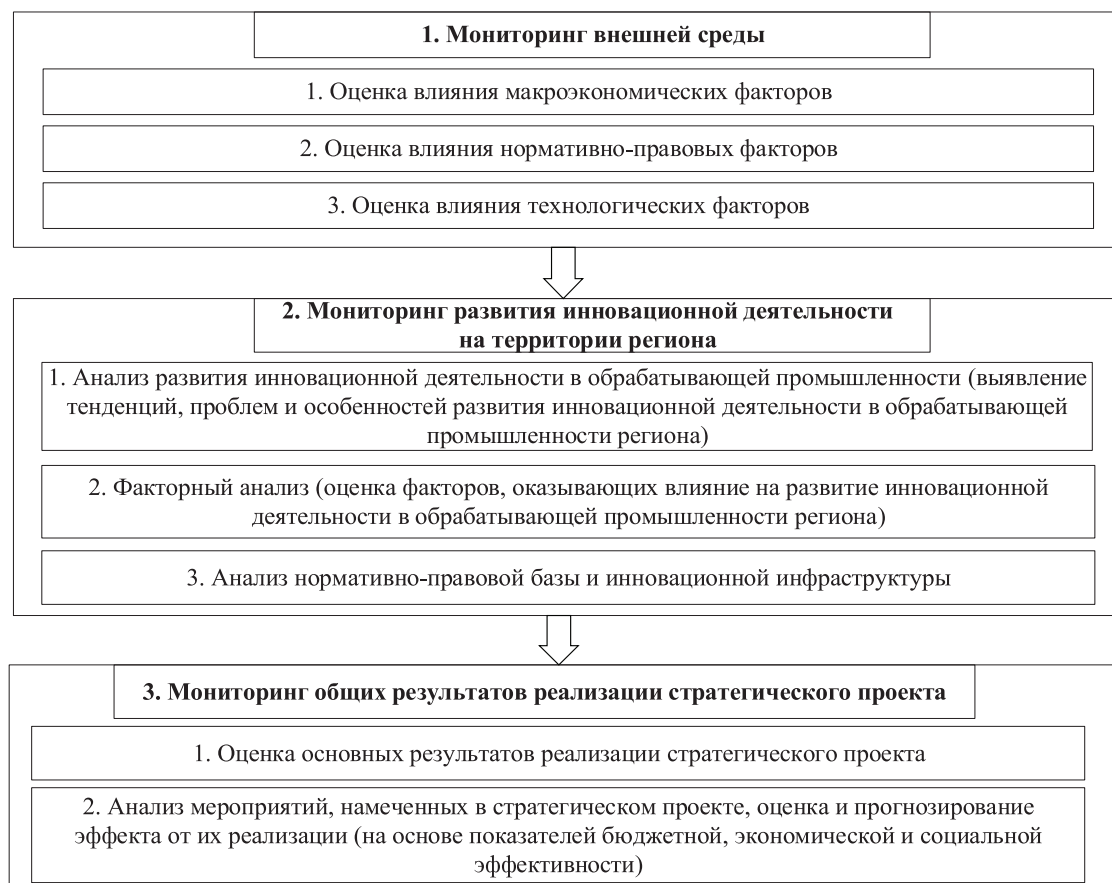 1. Мониторинг внешней среды
1. Оценка влияния макроэкономических факторов
2. Оценка влияния нормативно-правовых факторов
3. Оценка влияния технологических факторов
2. Мониторинг развития инновационной деятельности
на территории региона
1. Анализ развития инновационной деятельности в обрабатывающей промышленности (выявление
тенденций, проблем и особенностей развития инновационной деятельности в обрабатывающей
промышленности региона)
2. Факторный анализ (оценка факторов, оказывающих влияние на развитие инновационной
деятельности в обрабатывающей промышленности региона)
3. Анализ нормативно-правовой базы и инновационной инфраструктуры
3. Мониторинг общих результатов реализации стратегического проекта
1. Оценка основных результатов реализации стратегического проекта
2. Анализ мероприятий, намеченных в стратегическом проекте, оценка и прогнозирование
эффекта от их реализации (на основе показателей бюджетной, экономической и социальной
эффективности)